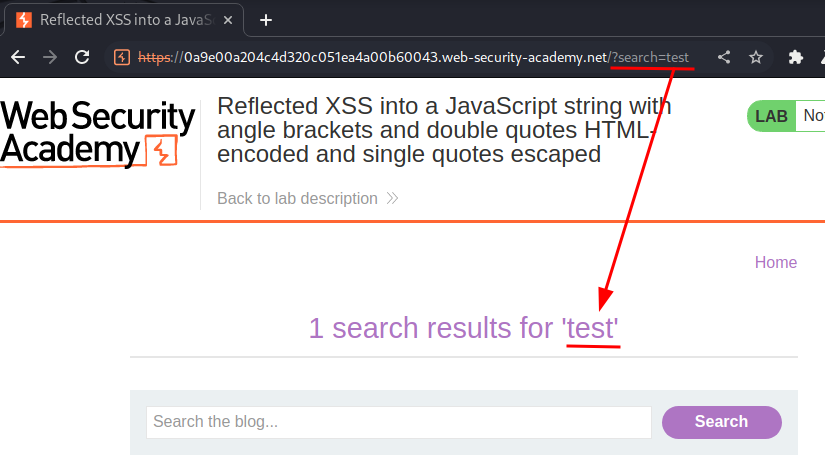 Reflected XSS into a JavaSc
https://0a9e00a204c4d320c051ea4a00b60043.web-security-academy.net/?search=test
Web Security
Academy
Reflected XSS into a JavaScript string with
angle brackets and double quotes HTML-
encoded and single quotes escaped
LAB
No
Back to lab description
Home
1 search results for 'test'
Search the blog...
Search